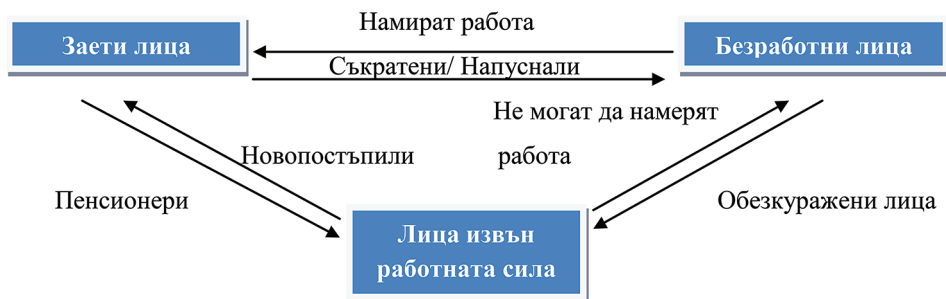 Намират работа
Заети лица
Безработни лица
Съкратени/ Напуснали
Не могат да намерят
работа
Новопостъпили
Пенсионери
Обезкуражени лица
Лица извън
работната сила